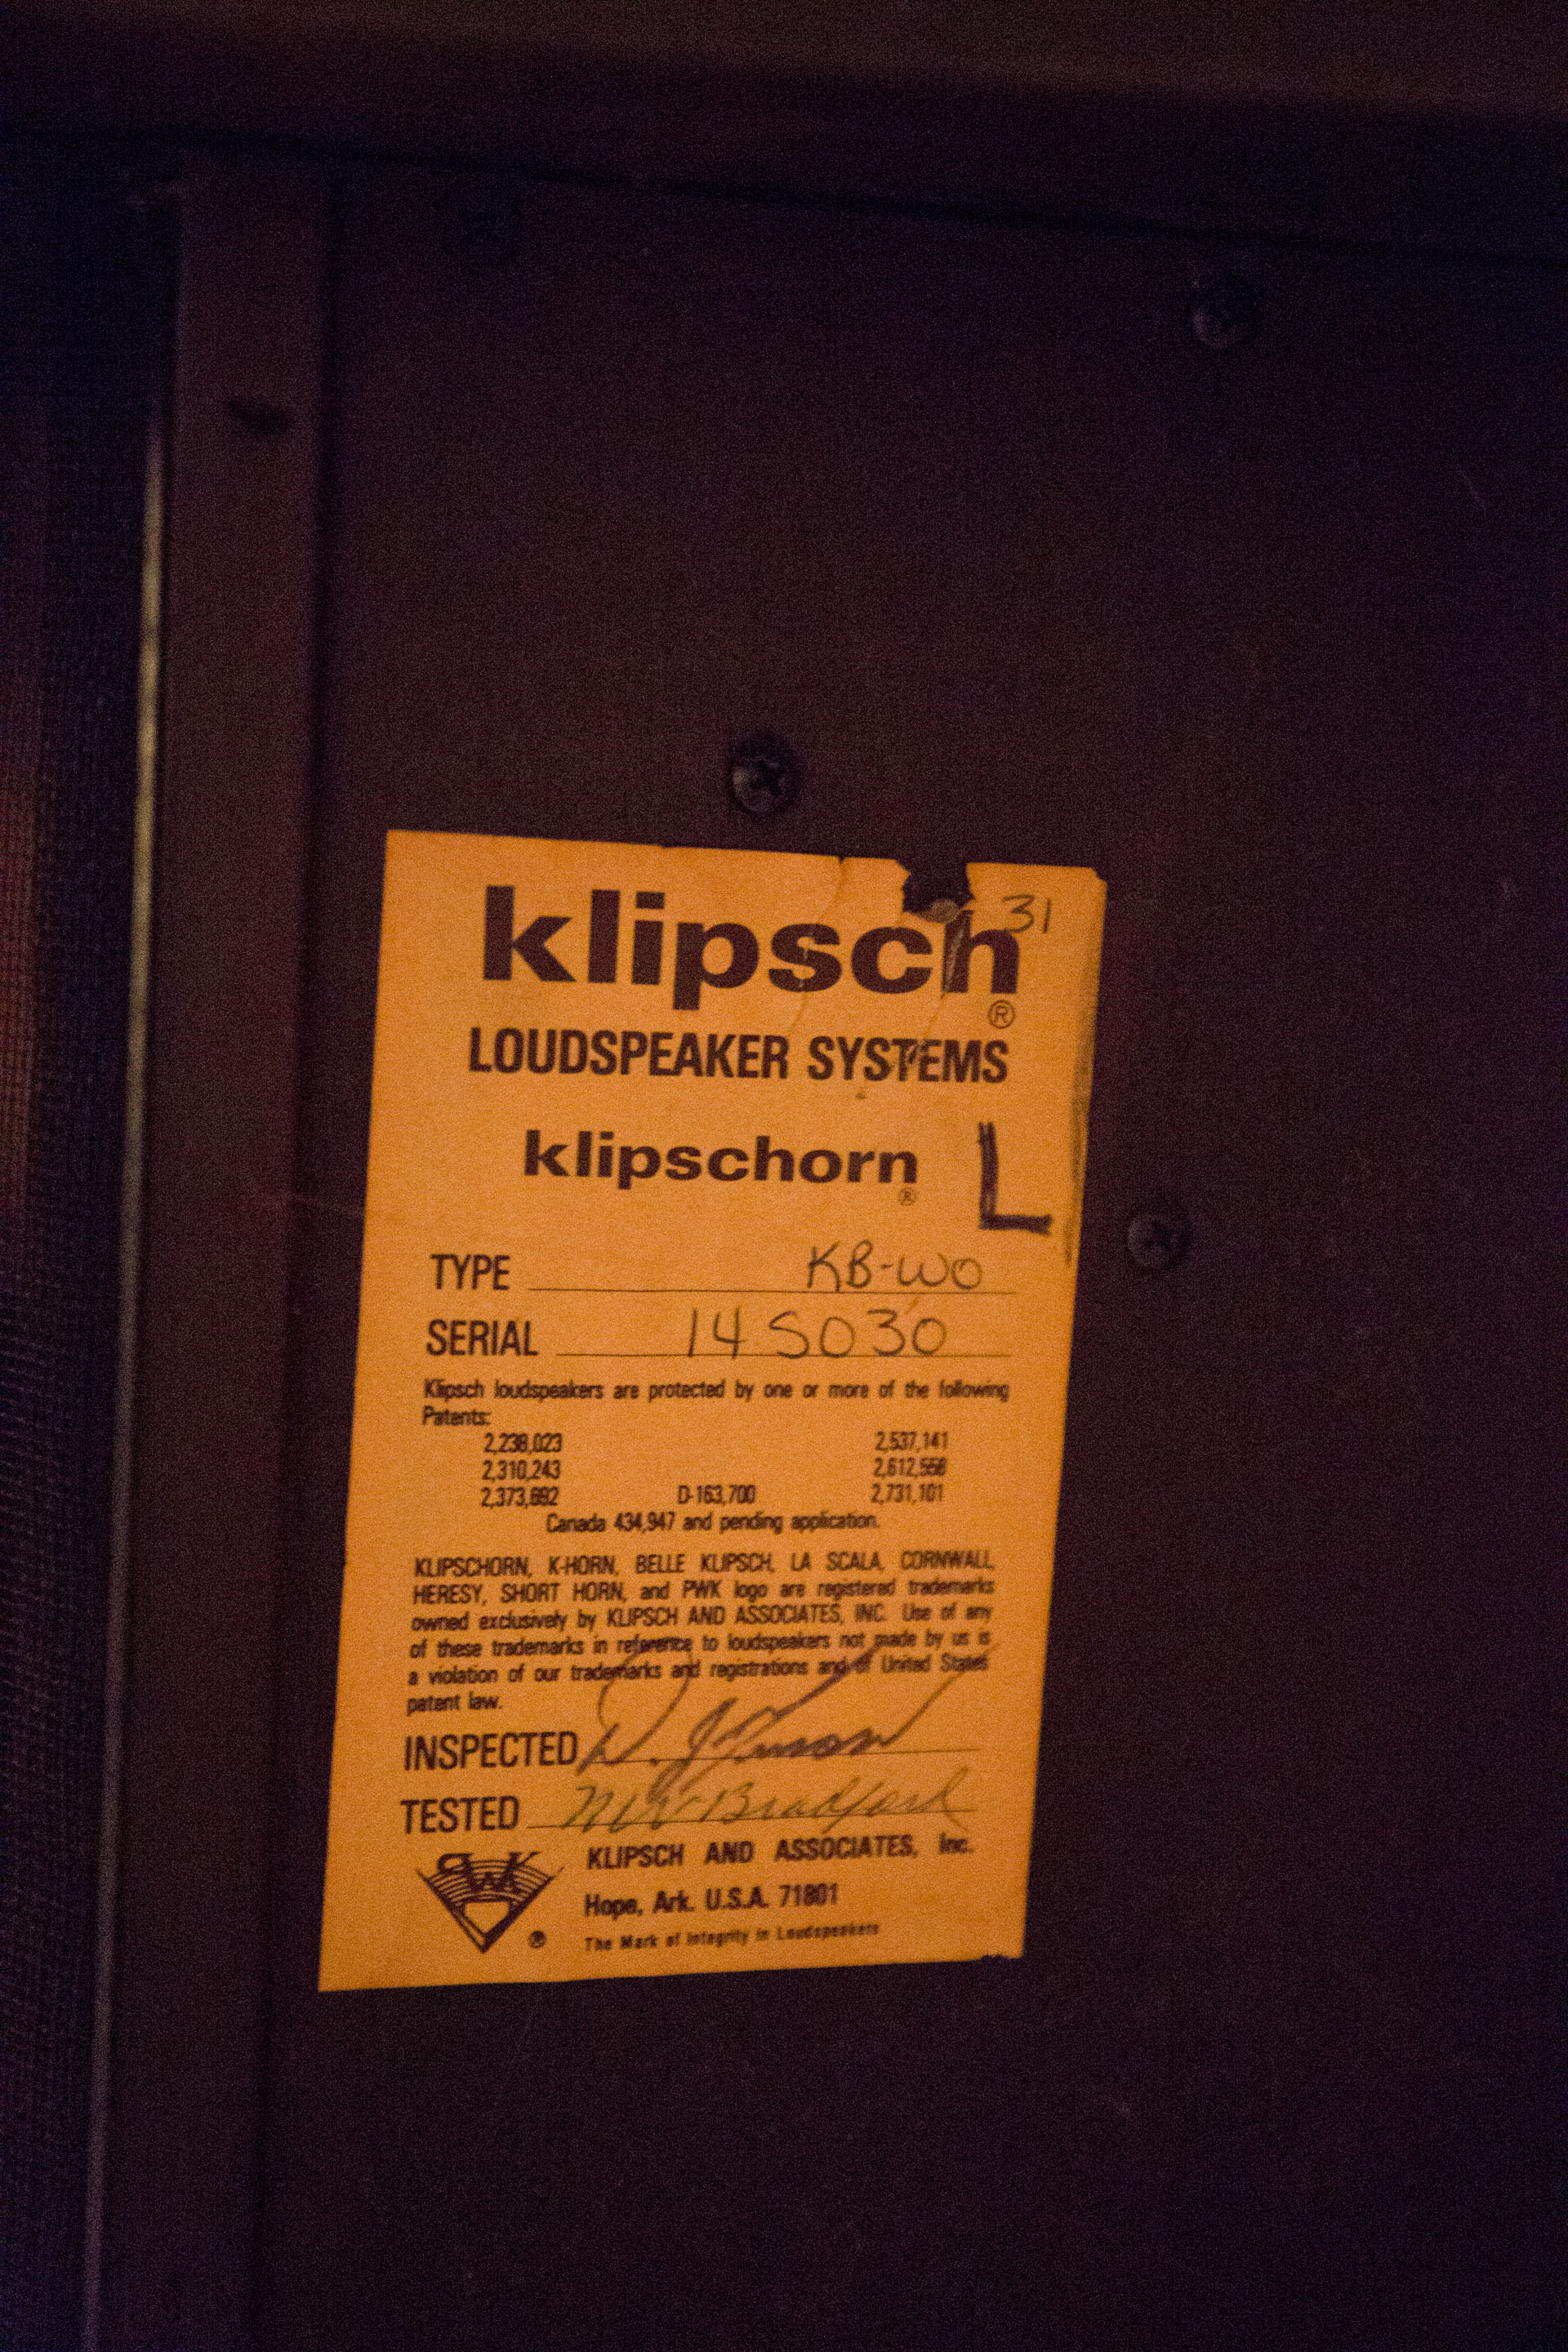 31
klipsch®
LOUDSPEAKER SYSTEMS
klipschorn® L
TYPE KB-WO
SERIAL 14S030
Klipsch loudspeakers are protected by one or more of the following
Patents:
2,238,023 2,537,141
2,310,243 2,612,558
2,373,692 D-163,700 2,731,101
Canada 434,947 and pending application.
KLIPSCHORN, K-HORN, BELLE KLIPSCH, LA SCALA, CORNWALL,
HERESY, SHORT HORN, and PWK logo are registered trademarks
owned exclusively by KLIPSCH AND ASSOCIATES, INC. Use of any
of these trademarks in reference to loudspeakers not made by us is
a violation of our trademarks and registrations and of United States
patent law.
INSPECTED D. Johnson
TESTED Bradford
PWK ®
KLIPSCH AND ASSOCIATES, Inc.
Hope, Ark. U.S.A. 71801
The Mark of Integrity in Loudspeakers